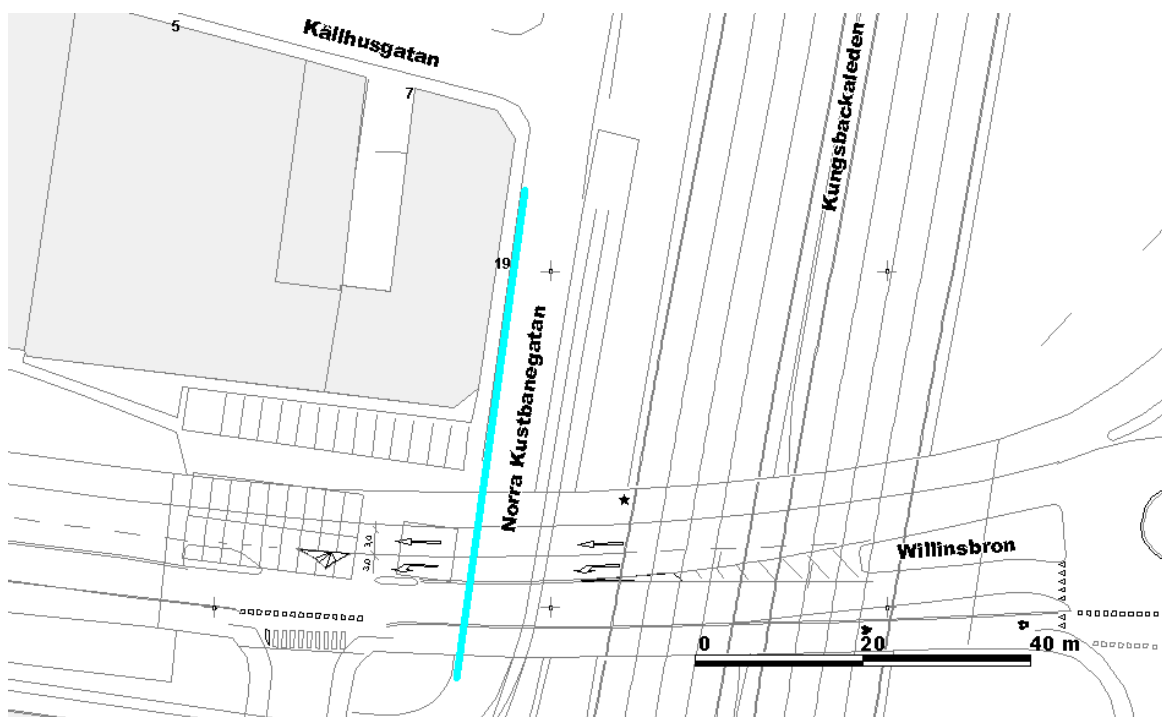 5
Källhusgatan
7
Kungsbackaleden
19
Norra Kustbanegatan
3,0
3,0
Willinsbron
0 20 40 m